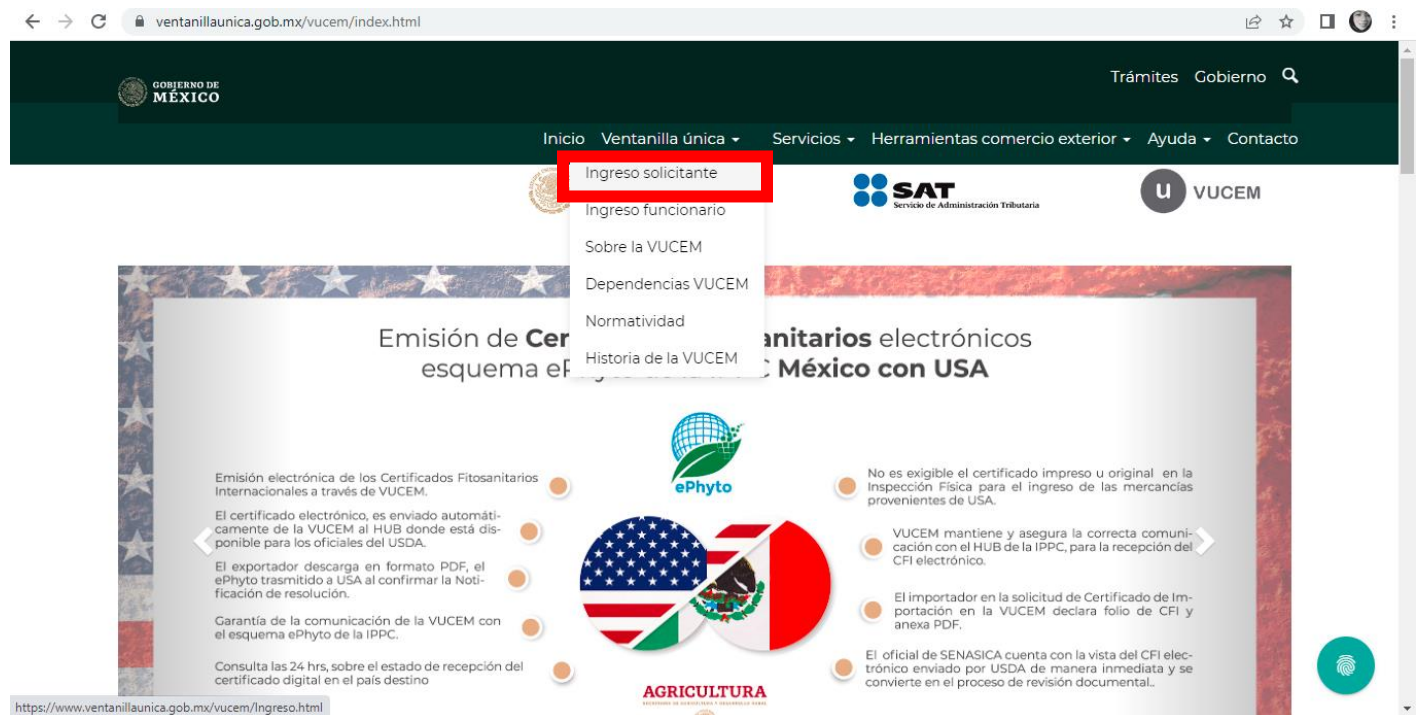 ventanillaunica.gob.mx/vucem/index.html
Trámites Gobierno
GOBIERNO DE
MÉXICO
Inicio Ventanilla única Servicios Herramientas comercio exterior Ayuda Contacto
Ingreso solicitante
Ingreso funcionario
Sobre la VUCEM
Dependencias VUCEM
Normatividad
Historia de la VUCEM
SAT
Servicio de Administración Tributaria
u VUCEM
Emisión de Cer anitarios electrónicos
esquema eP México con USA
ePhyto
Emisión electrónica de los Certificados Fitosanitarios
Internacionales a través de VUCEM.
El certificado electrónico, es enviado automáti-
camente de la VUCEM al HUB donde está dis-
ponible para los oficiales del USDA.
El exportador descarga en formato PDF, el
ePhyto trasmitido a USA al confirmar la Noti-
ficación de resolución.
Garantía de la comunicación de la VUCEM con
el esquema ePhyto de la IPPC.
Consulta las 24 hrs, sobre el estado de recepción del
certificado digital en el país destino
No es exigible el certificado impreso u original en la
Inspección Física para el ingreso de las mercancías
provenientes de USA.
VUCEM mantiene y asegura la correcta comuni-
cación con el HUB de la IPPC, para la recepción del
CFI electrónico.
El importador en la solicitud de Certificado de Im-
portación en la VUCEM declara folio de CFI y
anexa PDF.
El oficial de SENASICA cuenta con la vista del CFI elec-
trónico enviado por USDA de manera inmediata y se
convierte en el proceso de revisión documental..
AGRICULTURA
SECRETARÍA DE AGRICULTURA Y DESARROLLO RURAL
https://www.ventanillaunica.gob.mx/vucem/Ingreso.html